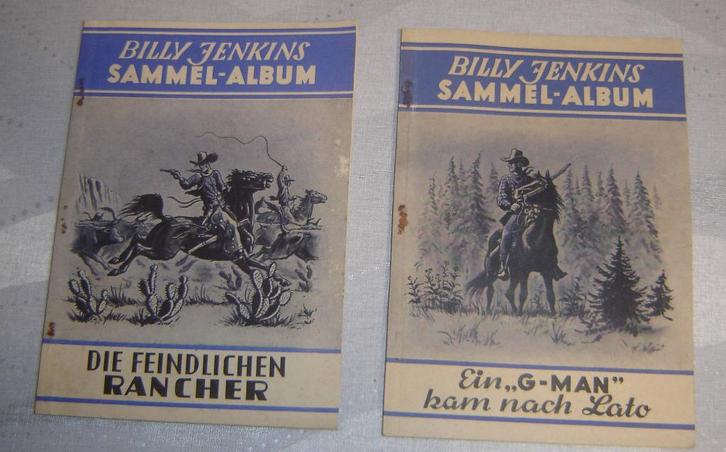 BILLY JENKINS
SAMMEL-ALBUM
DIE FEINDLICHEN
RANCHER
BILLY JENKINS
SAMMEL-ALBUM
Ein „G-MAN”
kam nach Lato